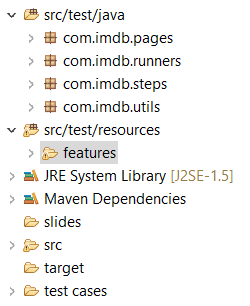 src/test/java
com.imdb.pages
com.imdb.runners
com.imdb.steps
com.imdb.utils
src/test/resources
features
JRE System Library [J2SE-1.5]
Maven Dependencies
slides
src
target
test cases